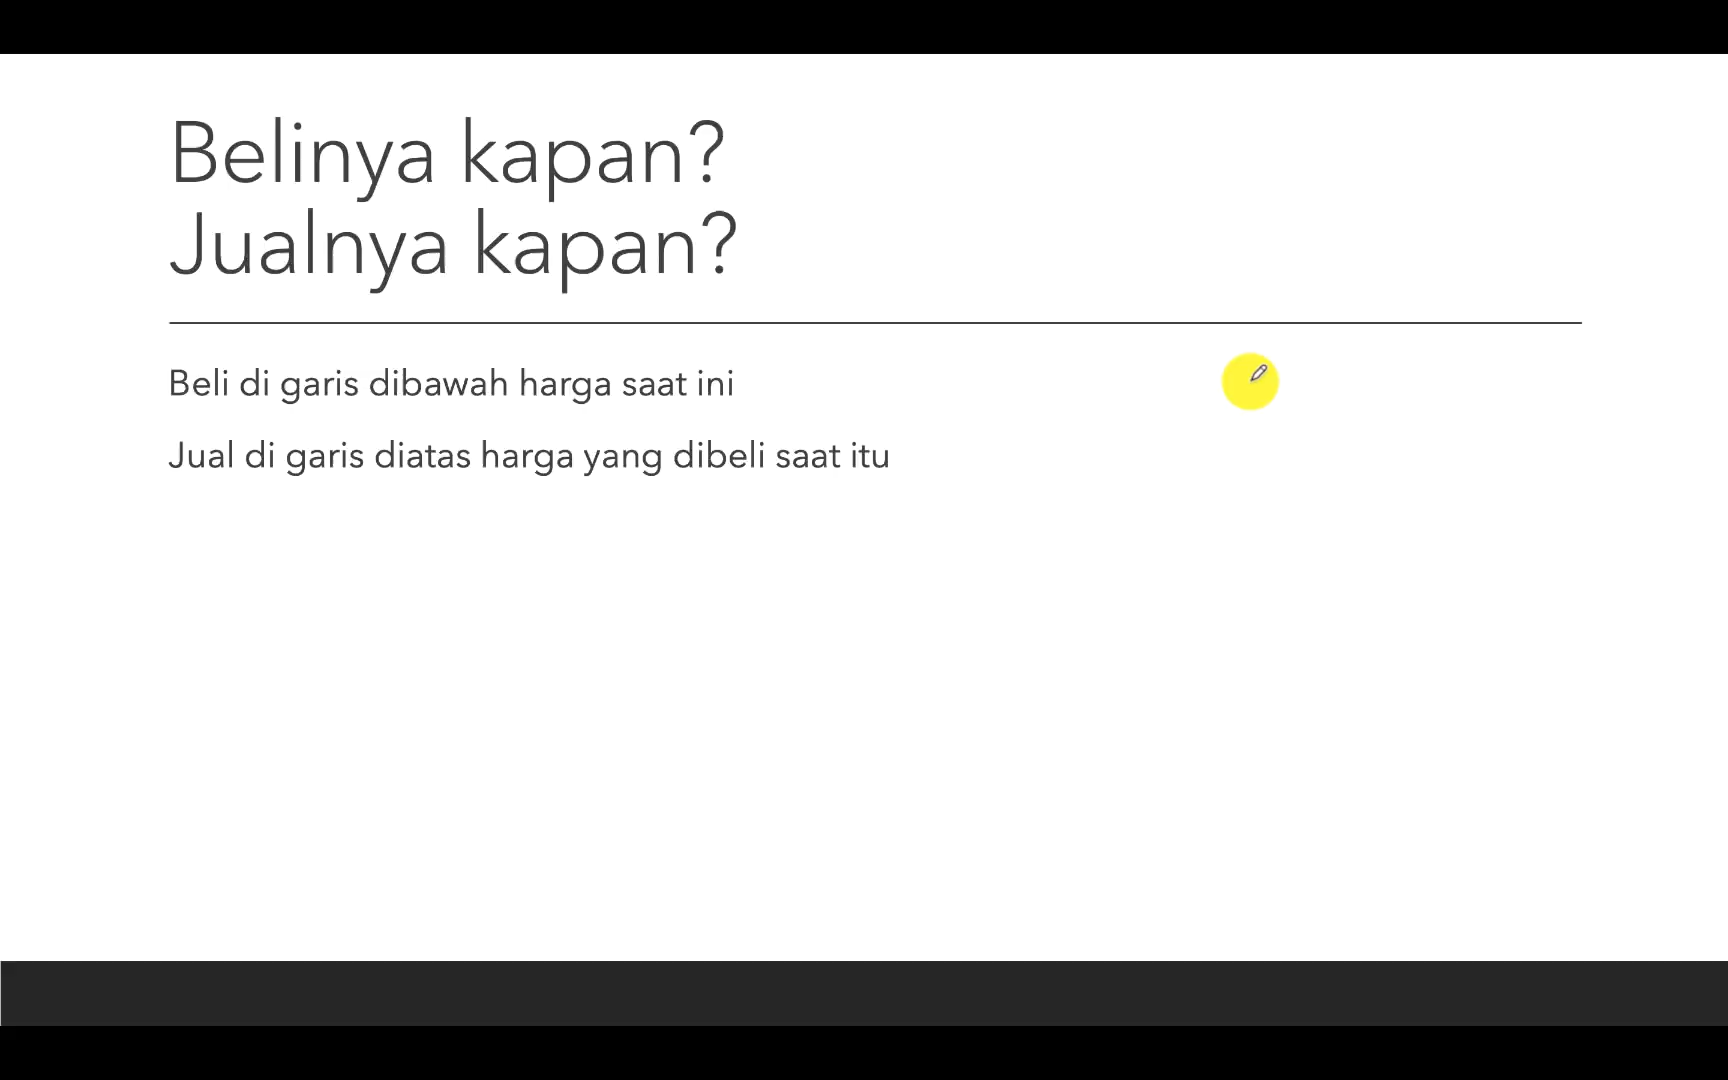 Belinya kapan?
Jualnya kapan?
Beli di garis dibawah harga saat ini
Jual di garis diatas harga yang dibeli saat itu